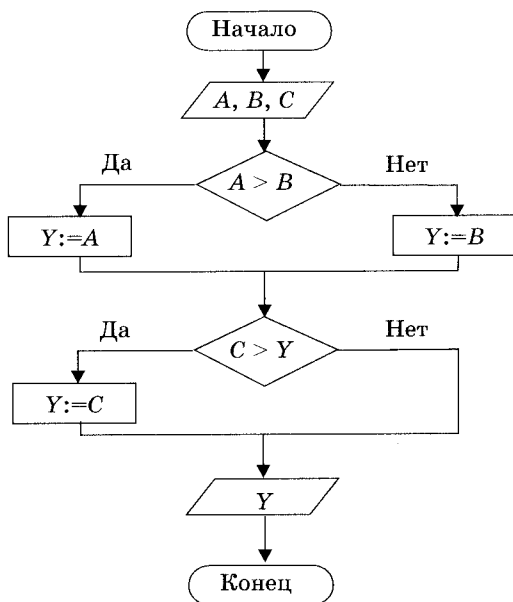 Начало
A, B, C
Да
A > B
Нет
Y:=A
Y:=B
Да
C > Y
Нет
Y:=C
Y
Конец